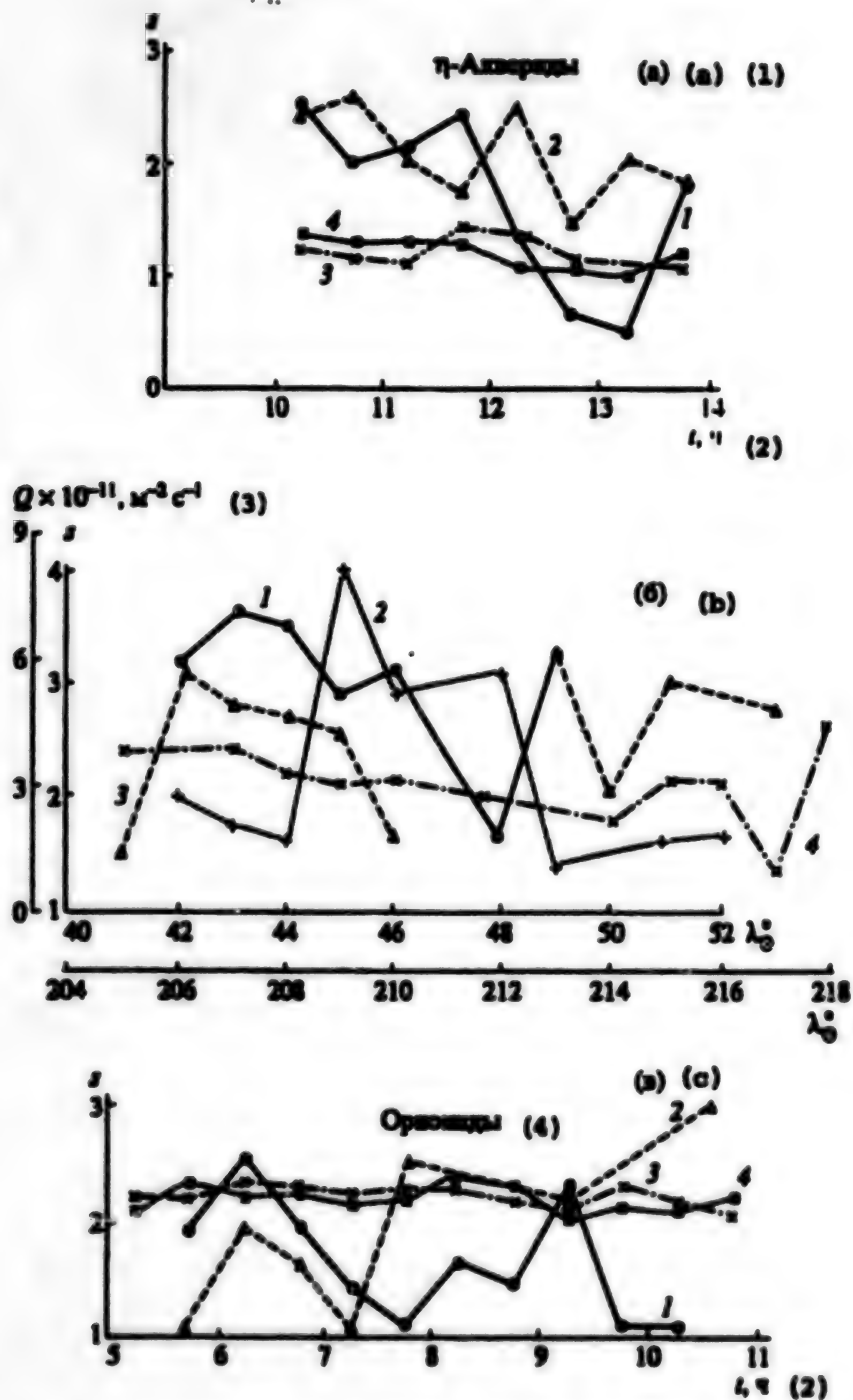 s
3
η-Аквариды (а) (a) (1)
2
2
1
4
1
3
0
10 11 12 13 14
t, ч (2)
Q × 10⁻¹¹, м⁻² с⁻¹ (3)
9 s
4
1 2 (б) (b)
6
3
3 2 3 4
0 1
40 42 44 46 48 50 52 λ°⊙
204 206 208 210 212 214 216 218
λ°⊙
s (в) (c)
3 2
Ориониды (4)
3 4
2
1
1
5 6 7 8 9 10 11
t, ч (2)